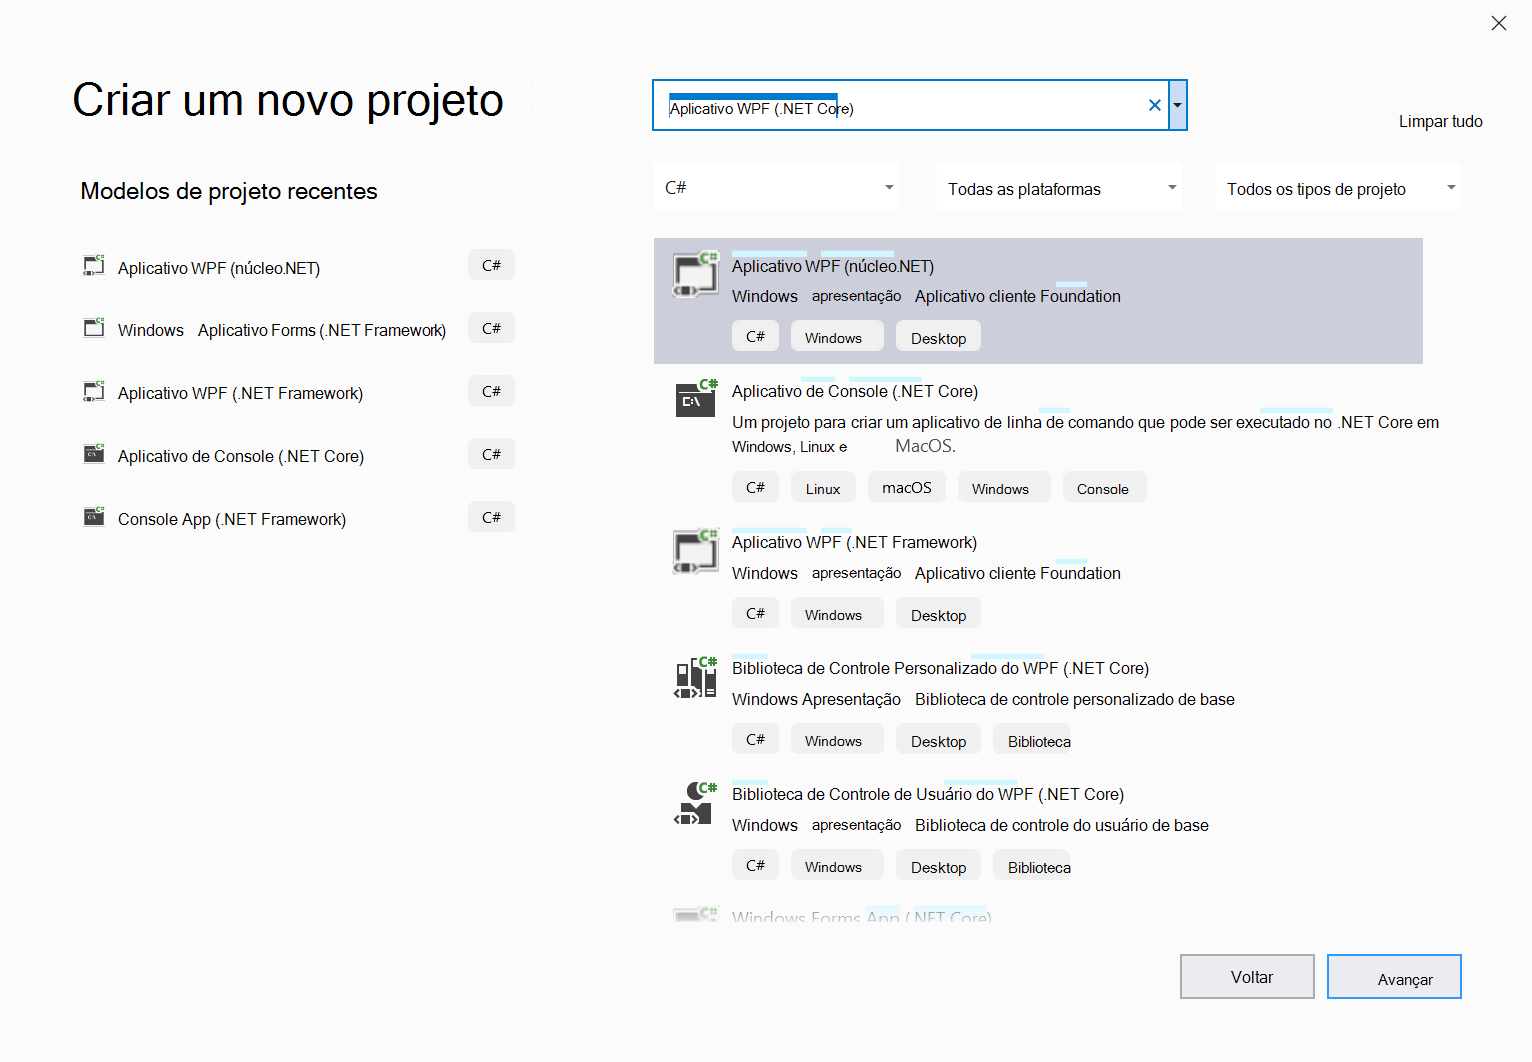 Criar um novo projeto
Aplicativo WPF (.NET Core)
Limpar tudo
C#
Todas as plataformas
Todos os tipos de projeto
Modelos de projeto recentes
Aplicativo WPF (núcleo.NET) C#
Windows Aplicativo Forms (.NET Framework) C#
Aplicativo WPF (.NET Framework) C#
Aplicativo de Console (.NET Core) C#
Console App (.NET Framework) C#
Aplicativo WPF (núcleo.NET)
Windows apresentação Aplicativo cliente Foundation
C# Windows Desktop
Aplicativo de Console (.NET Core)
Um projeto para criar um aplicativo de linha de comando que pode ser executado no .NET Core em
Windows, Linux e MacOS.
C# Linux macOS Windows Console
Aplicativo WPF (.NET Framework)
Windows apresentação Aplicativo cliente Foundation
C# Windows Desktop
Biblioteca de Controle Personalizado do WPF (.NET Core)
Windows Apresentação Biblioteca de controle personalizado de base
C# Windows Desktop Biblioteca
Biblioteca de Controle de Usuário do WPF (.NET Core)
Windows apresentação Biblioteca de controle do usuário de base
C# Windows Desktop Biblioteca
Windows Forms App (.NET Core)
Voltar
Avançar